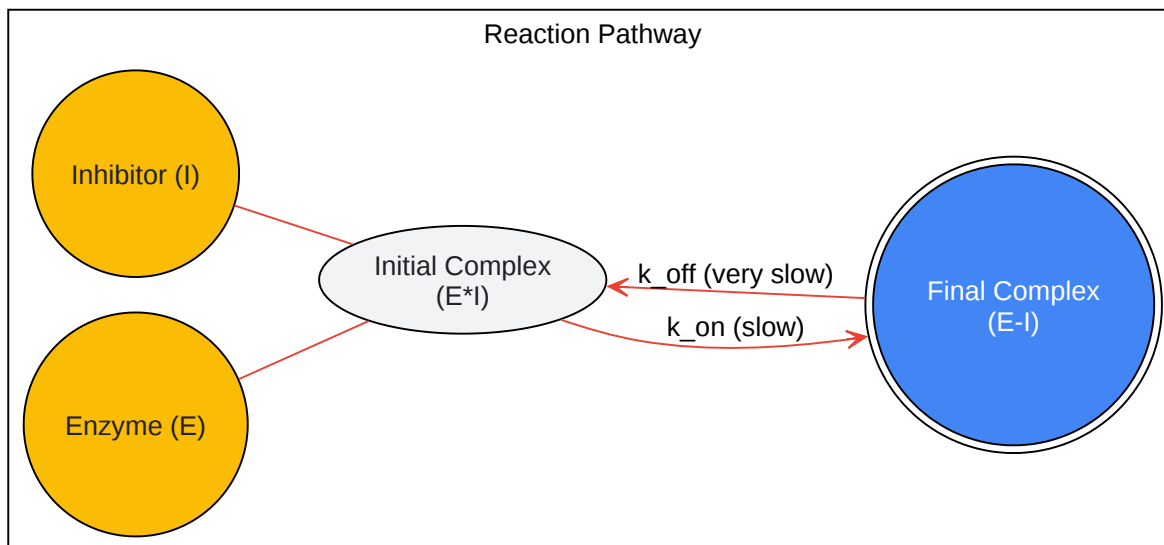 Reaction Pathway
Inhibitor (I)
Initial Complex
(E*I)
k_off (very slow)
k_on (slow)
Final Complex
(E-I)
Enzyme (E)